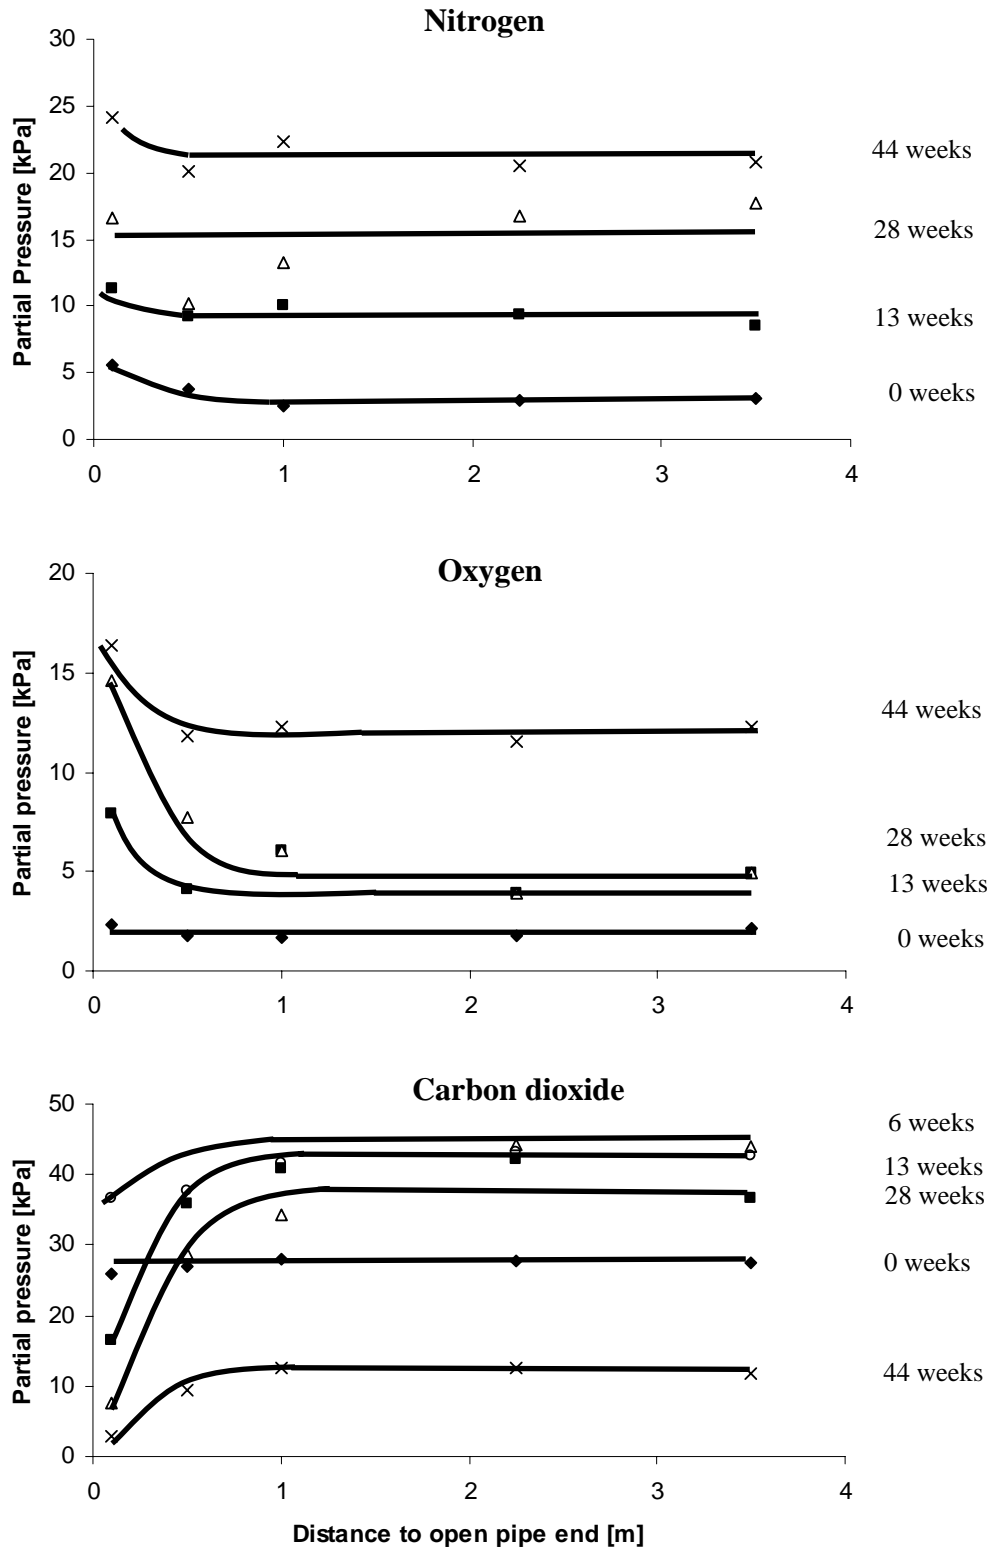 Nitrogen
30
25
20
15
10
5
0
Partial Pressure [kPa]
44 weeks
28 weeks
13 weeks
0 weeks
0 1 2 3 4
Oxygen
20
15
10
5
0
Partial pressure [kPa]
44 weeks
28 weeks
13 weeks
0 weeks
0 1 2 3 4
Carbon dioxide
50
40
30
20
10
0
Partial pressure [kPa]
6 weeks
13 weeks
28 weeks
0 weeks
44 weeks
0 1 2 3 4
Distance to open pipe end [m]